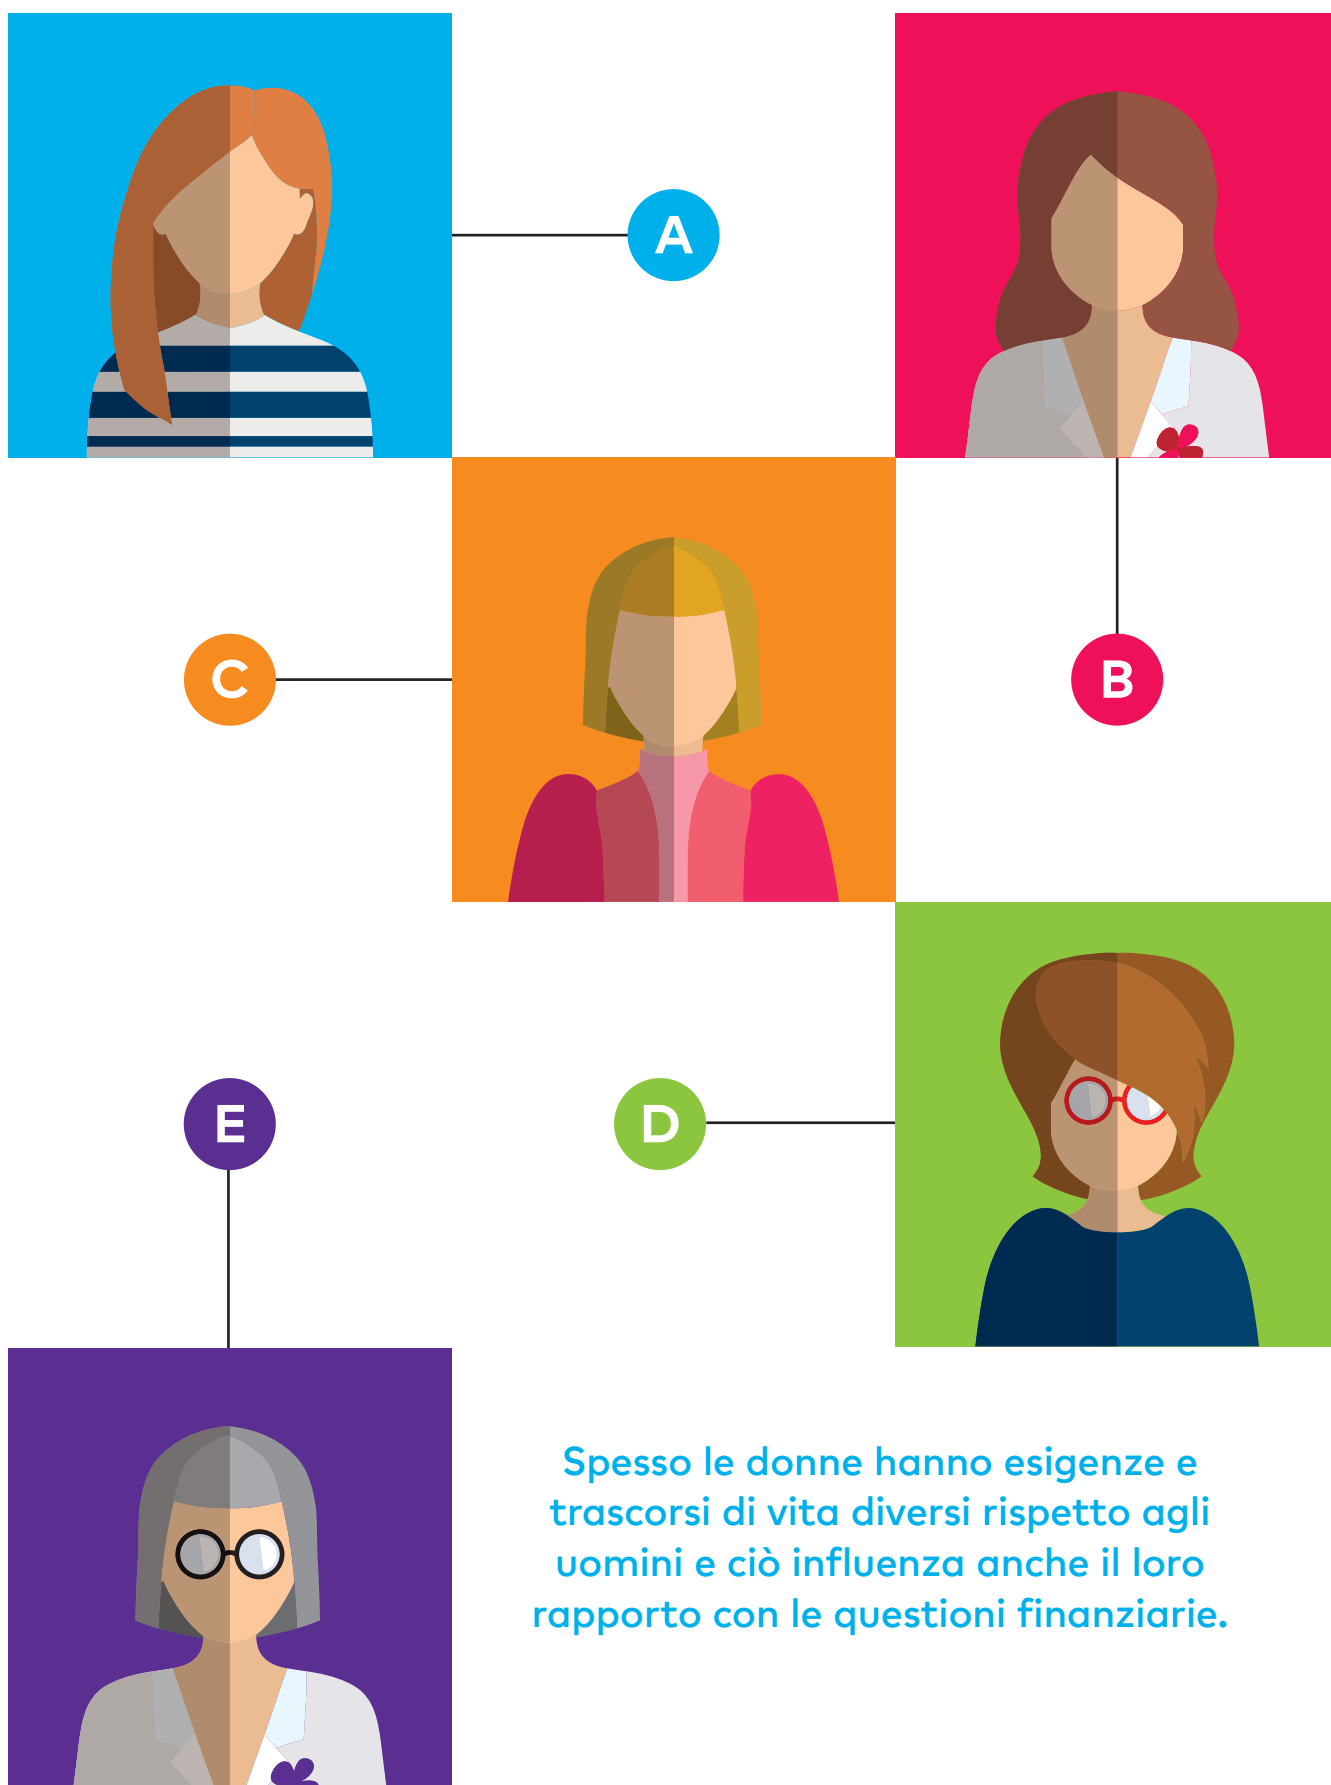 A
C
B
E
D
Spesso le donne hanno esigenze e
trascorsi di vita diversi rispetto agli
uomini e ciò influenza anche il loro
rapporto con le questioni finanziarie.